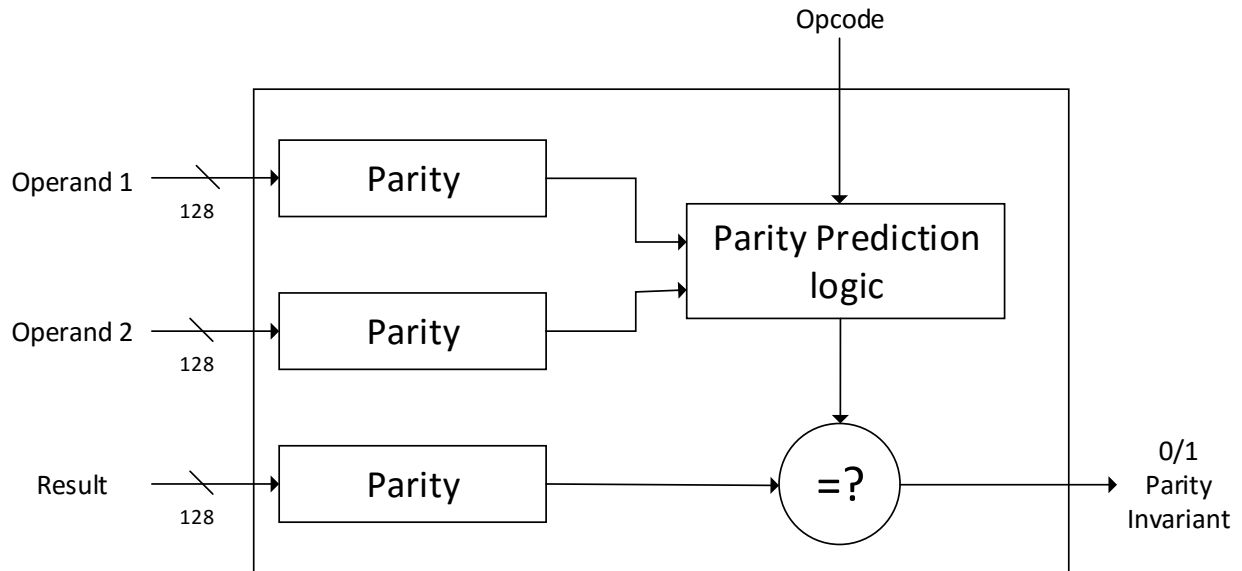 Opcode
Operand 1
128
Parity
Parity Prediction
logic
Operand 2
128
Parity
Result
128
Parity
=?
0/1
Parity
Invariant